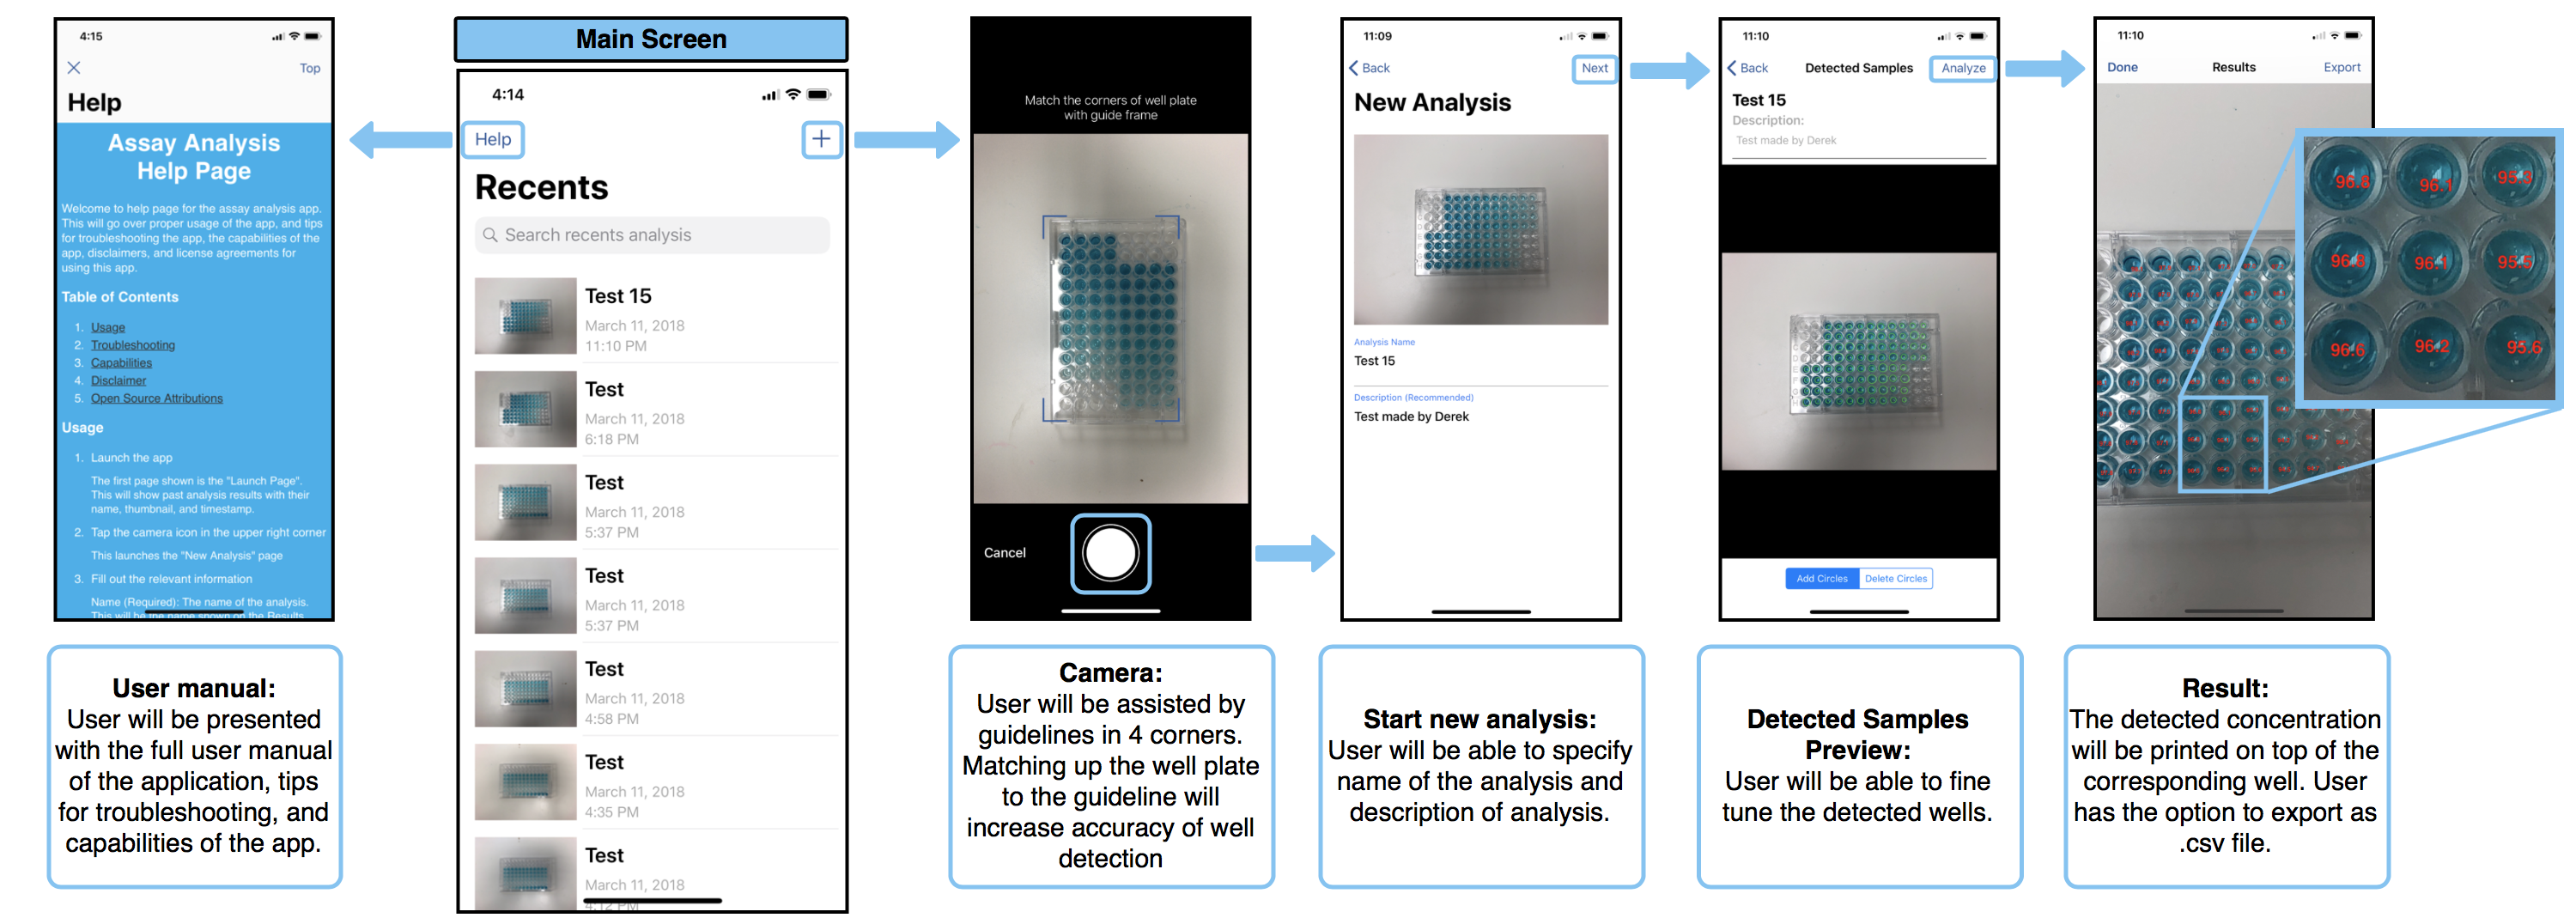 4:15
Top
Help
Assay Analysis
Help Page
Welcome to help page for the assay analysis app.
This will go over proper usage of the app, and tips
for troubleshooting the app, the capabilities of the
app, disclaimers, and license agreements for
using this app.
Table of Contents
1. Usage
2. Troubleshooting
3. Capabilities
4. Disclaimer
5. Open Source Attributions
Usage
1. Launch the app
The first page shown is the "Launch Page".
This will show past analysis results with their
name, thumbnail, and timestamp.
2. Tap the camera icon in the upper right corner
This launches the "New Analysis" page
3. Fill out the relevant information
Name (Required): The name of the analysis.
This will be the name shown on the Results
User manual:
User will be presented
with the full user manual
of the application, tips
for troubleshooting, and
capabilities of the app.
Main Screen
4:14
Help
+
Recents
Search recents analysis
Test 15
March 11, 2018
11:10 PM
Test
March 11, 2018
6:18 PM
Test
March 11, 2018
5:37 PM
Test
March 11, 2018
5:37 PM
Test
March 11, 2018
4:58 PM
Test
March 11, 2018
4:35 PM
Test
March 11, 2018
4:12 PM
Match the corners of well plate
with guide frame
Cancel
Camera:
User will be assisted by
guidelines in 4 corners.
Matching up the well plate
to the guideline will
increase accuracy of well
detection
11:09
Back
Next
New Analysis
Analysis Name
Test 15
Description (Recommended)
Test made by Derek
Start new analysis:
User will be able to specify
name of the analysis and
description of analysis.
11:10
Back
Detected Samples
Analyze
Test 15
Description:
Test made by Derek
Add Circles
Delete Circles
Detected Samples
Preview:
User will be able to fine
tune the detected wells.
11:10
Done
Results
Export
96.8 96.1 95.3
96.8 96.1 95.5
96.6 96.2 95.6
Result:
The detected concentration
will be printed on top of the
corresponding well. User
has the option to export as
.csv file.